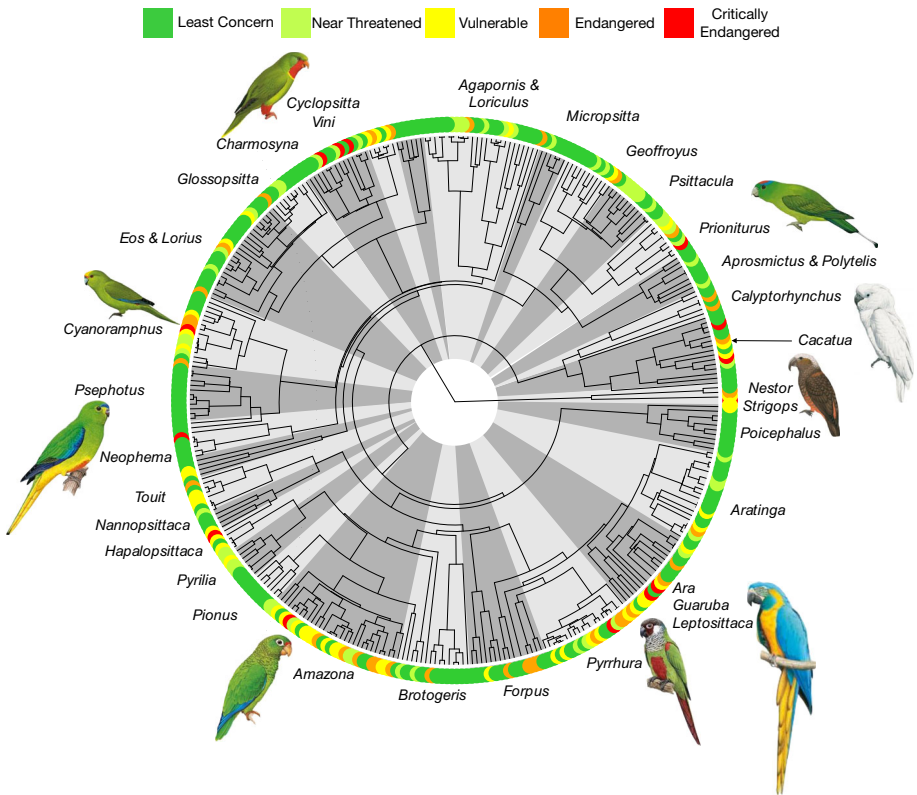 Least Concern
Near Threatened
Vulnerable
Endangered
Critically
Endangered
Agapornis &
Loriculus
Cyclopsitta
Vini
Micropsitta
Charmosyna
Geoffroyus
Glossopsitta
Psittacula
Prioniturus
Eos & Lorius
Aprosmictus & Polytelis
Calyptorhynchus
Cyanoramphus
Cacatua
Psephotus
Nestor
Strigops
Poicephalus
Neophema
Touit
Aratinga
Nannopsittaca
Hapalopsittaca
Pyrilia
Ara
Guaruba
Leptosittaca
Pionus
Pyrrhura
Amazona
Brotogeris
Forpus